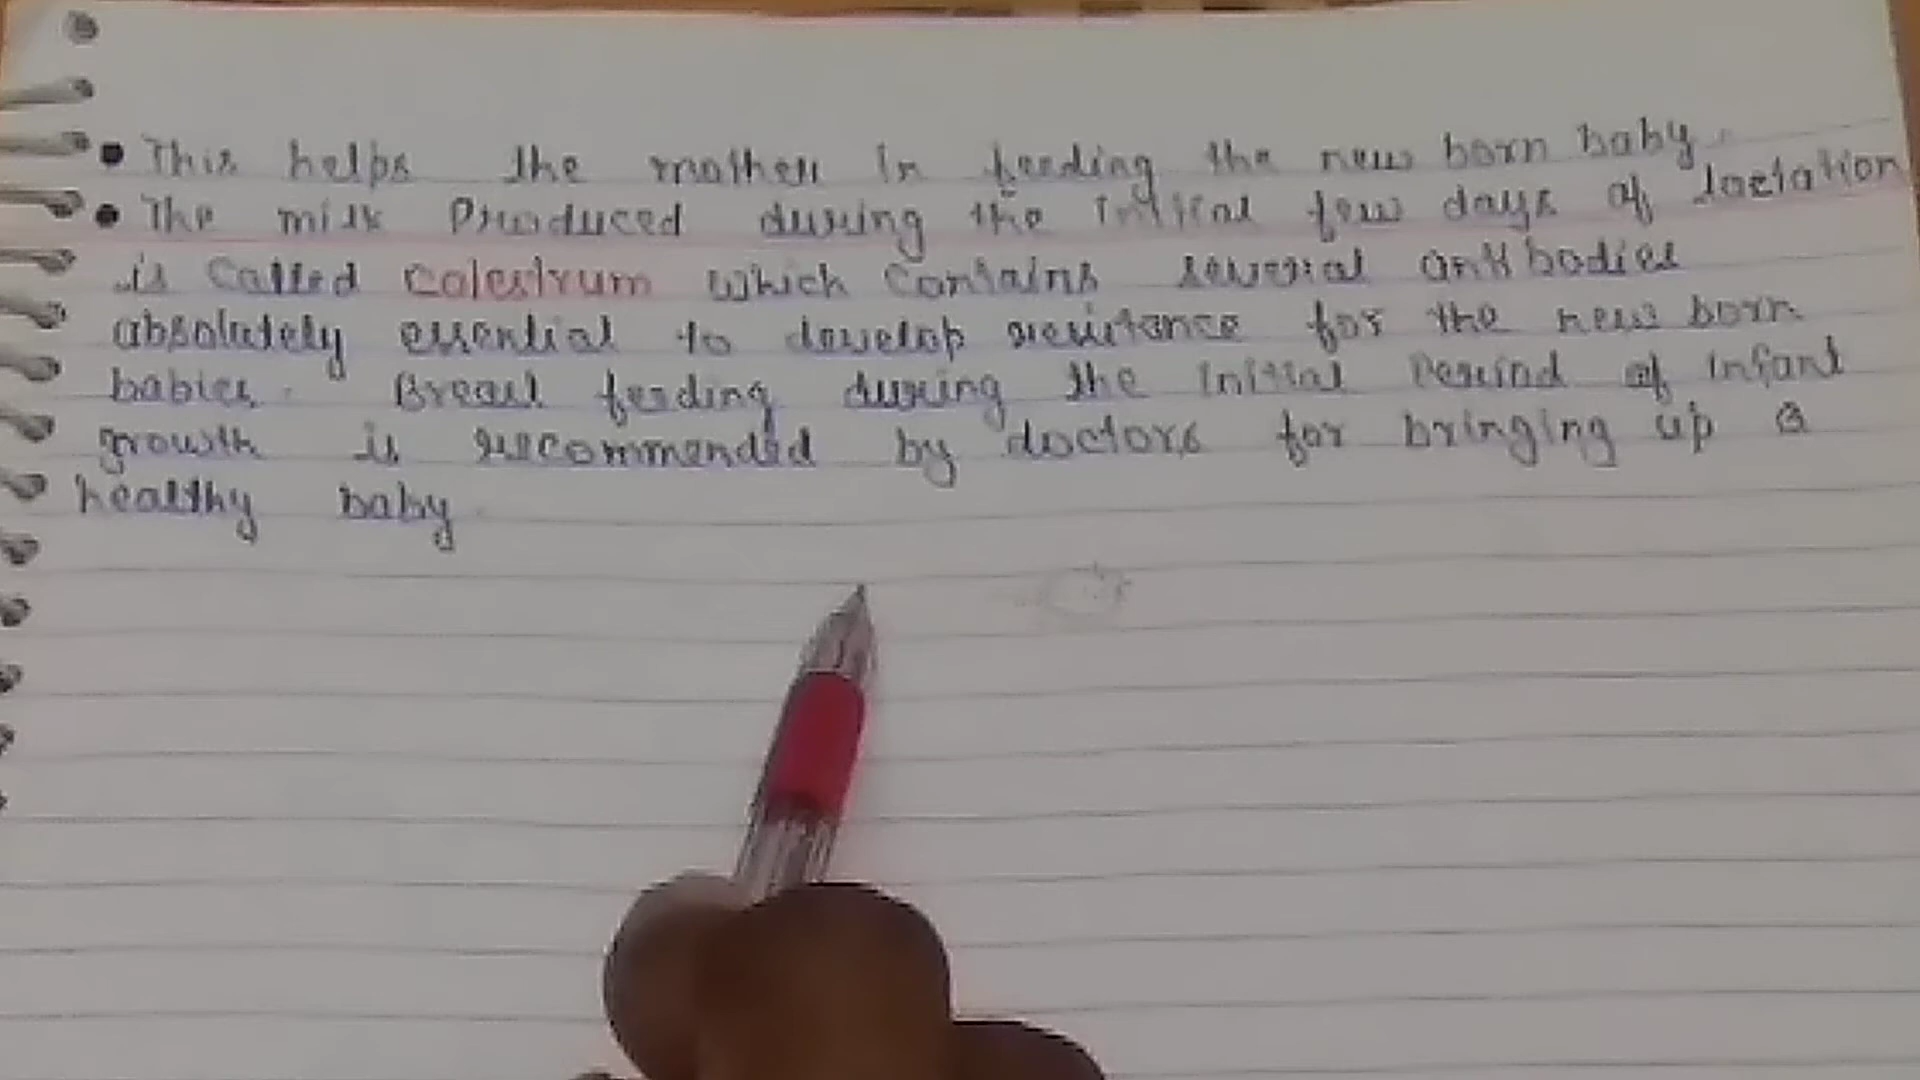 • This helps the mother in feeding the new born baby.
• The milk Produced during the initial few days of lactation
is called Colestrum which contains several antibodies
absolutely essential to develop resistance for the new born
babies. Breast feeding during the initial Period of infant
growth is recommended by doctors for bringing up a
healthy baby.